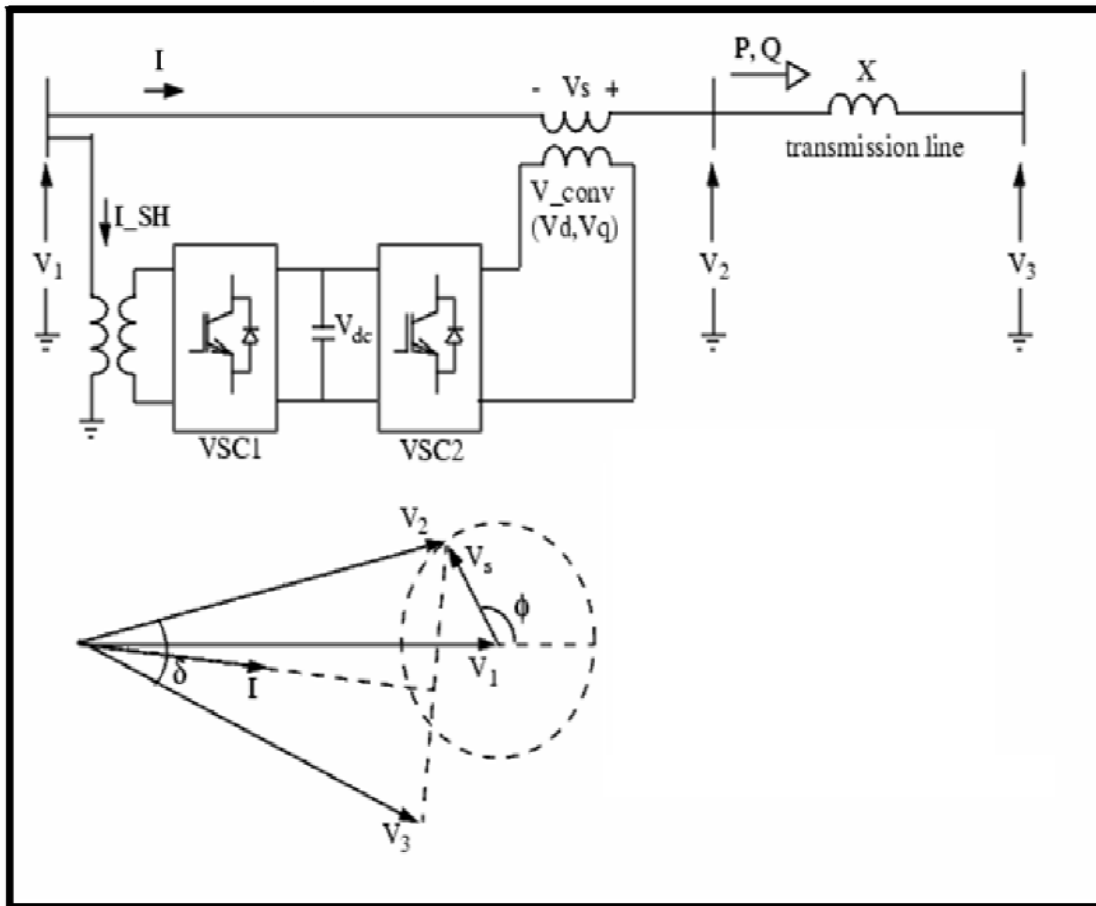 I
- Vs +
P, Q
X
transmission line
V_conv
(Vd,Vq)
I_SH
V1
V2
V3
Vdc
VSC1
VSC2
V2
Vs
ϕ
V1
δ
I
V3